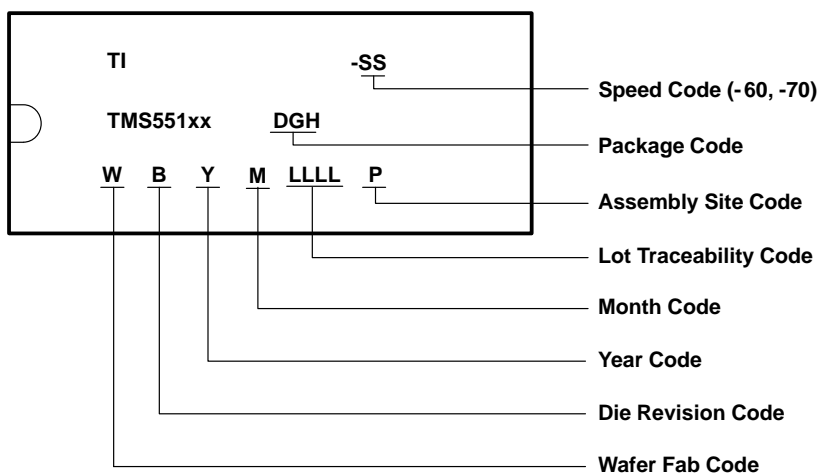 TI -SS
Speed Code (-60, -70)
TMS551xx DGH
Package Code
W B Y M LLLL P
Assembly Site Code
Lot Traceability Code
Month Code
Year Code
Die Revision Code
Wafer Fab Code